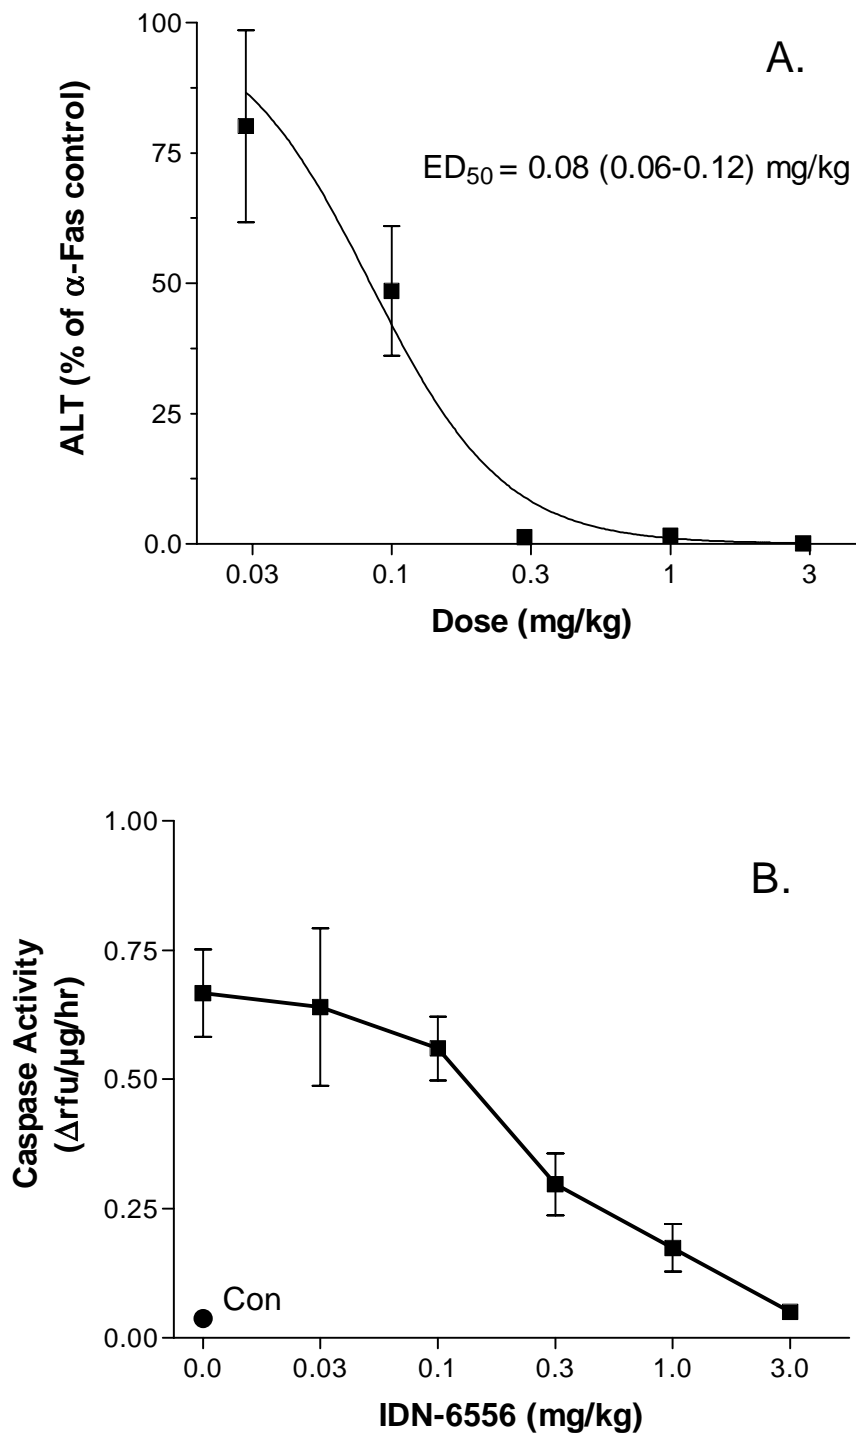 A.
ED50 = 0.08 (0.06-0.12) mg/kg
ALT (% of α-Fas control)
100
75
50
25
0.0
0.03 0.1 0.3 1 3
Dose (mg/kg)
B.
Caspase Activity
(Δrfu/μg/hr)
1.00
0.75
0.50
0.25
0.00
Con
0.0 0.03 0.1 0.3 1.0 3.0
IDN-6556 (mg/kg)